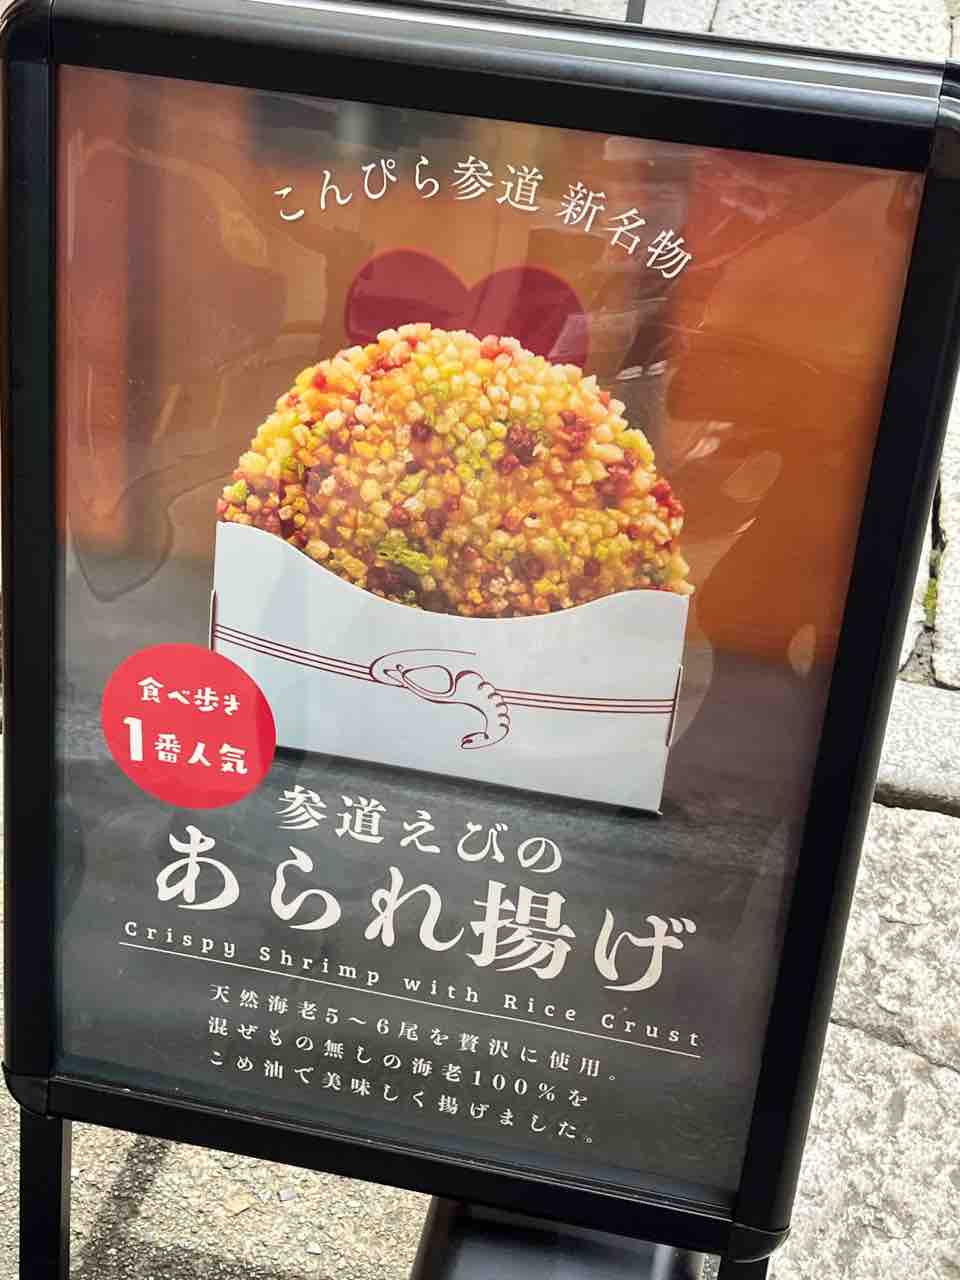 こんぴら参道 新名物
食べ歩き
1番人気
参道えびの
あられ揚げ
Crispy Shrimp with Rice Crust
天然海老5〜6尾を贅沢に使用。
混ぜもの無しの海老100%を
こめ油で美味しく揚げました。